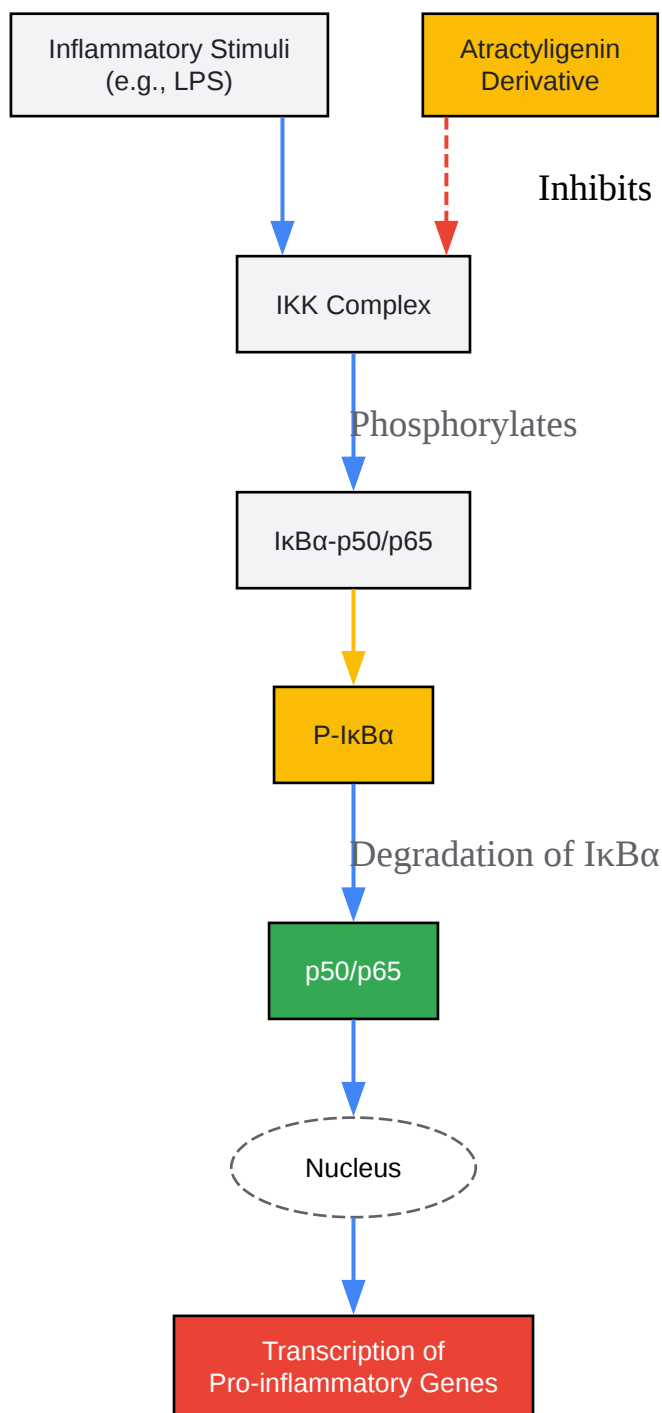 Inflammatory Stimuli
(e.g., LPS)
Atractyligenin
Derivative
Inhibits
IKK Complex
Phosphorylates
IκBα-p50/p65
P-IκBα
Degradation of IκBα
p50/p65
Nucleus
Transcription of
Pro-inflammatory Genes